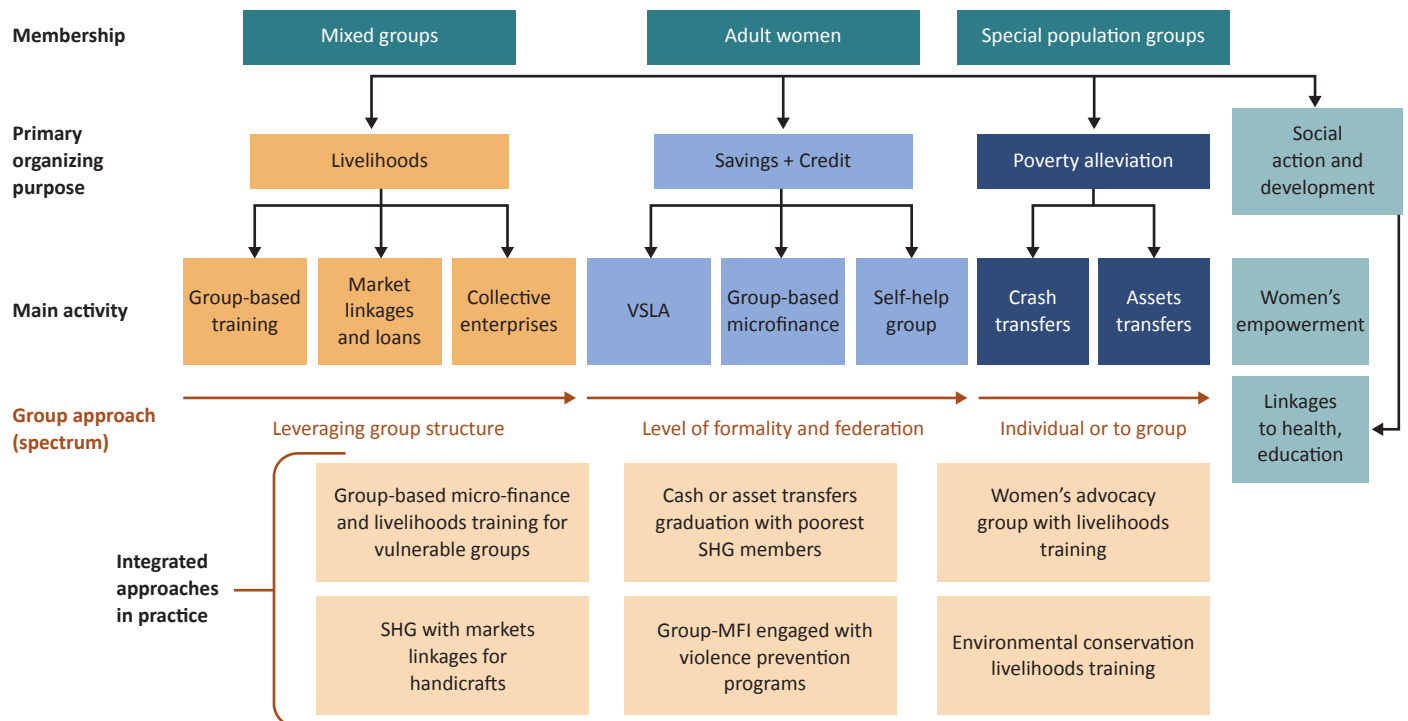 Membership
Mixed groups
Adult women
Special population groups
Primary
organizing
purpose
Livelihoods
Savings + Credit
Poverty alleviation
Social
action and
development
Main activity
Group-based
training
Market
linkages
and loans
Collective
enterprises
VSLA
Group-based
microfinance
Self-help
group
Crash
transfers
Assets
transfers
Women’s
empowerment
Group approach
(spectrum)
Leveraging group structure
Level of formality and federation
Individual or to group
Linkages
to health,
education
Integrated
approaches
in practice
Group-based micro-finance
and livelihoods training for
vulnerable groups
Cash or asset transfers
graduation with poorest
SHG members
Women’s advocacy
group with livelihoods
training
SHG with markets
linkages for
handicrafts
Group-MFI engaged with
violence prevention
programs
Environmental conservation
livelihoods training